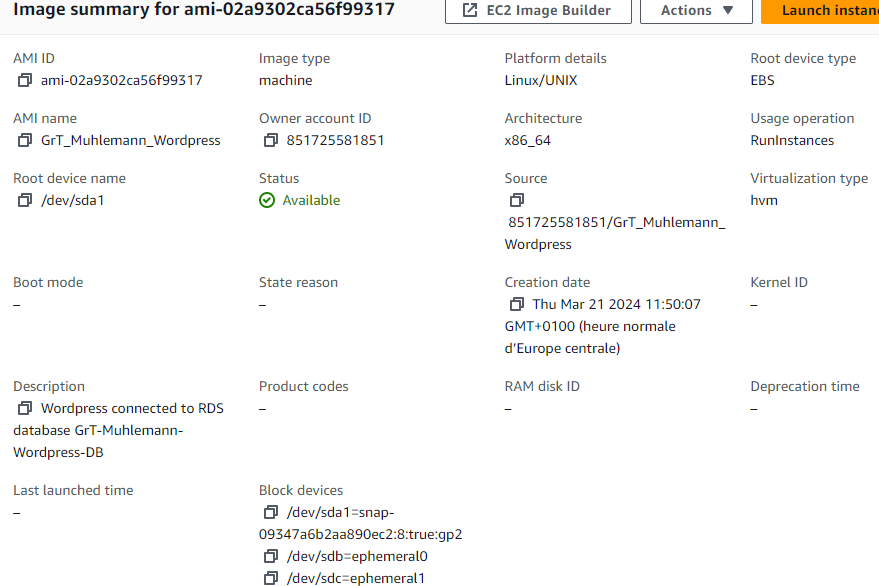 Image summary for ami-02a9302ca56f99317
EC2 Image Builder
Actions
Launch instan
AMI ID
ami-02a9302ca56f99317
Image type
machine
Platform details
Linux/UNIX
Root device type
EBS
AMI name
GrT_Muhlemann_Wordpress
Owner account ID
851725581851
Architecture
x86_64
Usage operation
RunInstances
Root device name
/dev/sda1
Status
Available
Source
851725581851/GrT_Muhlemann_
Wordpress
Virtualization type
hvm
Boot mode
–
State reason
–
Creation date
Thu Mar 21 2024 11:50:07
GMT+0100 (heure normale
d’Europe centrale)
Kernel ID
–
Description
Wordpress connected to RDS
database GrT-Muhlemann-
Wordpress-DB
Product codes
–
RAM disk ID
–
Deprecation time
–
Last launched time
–
Block devices
/dev/sda1=snap-
09347a6b2aa890ec2:8:true:gp2
/dev/sdb=ephemeral0
/dev/sdc=ephemeral1